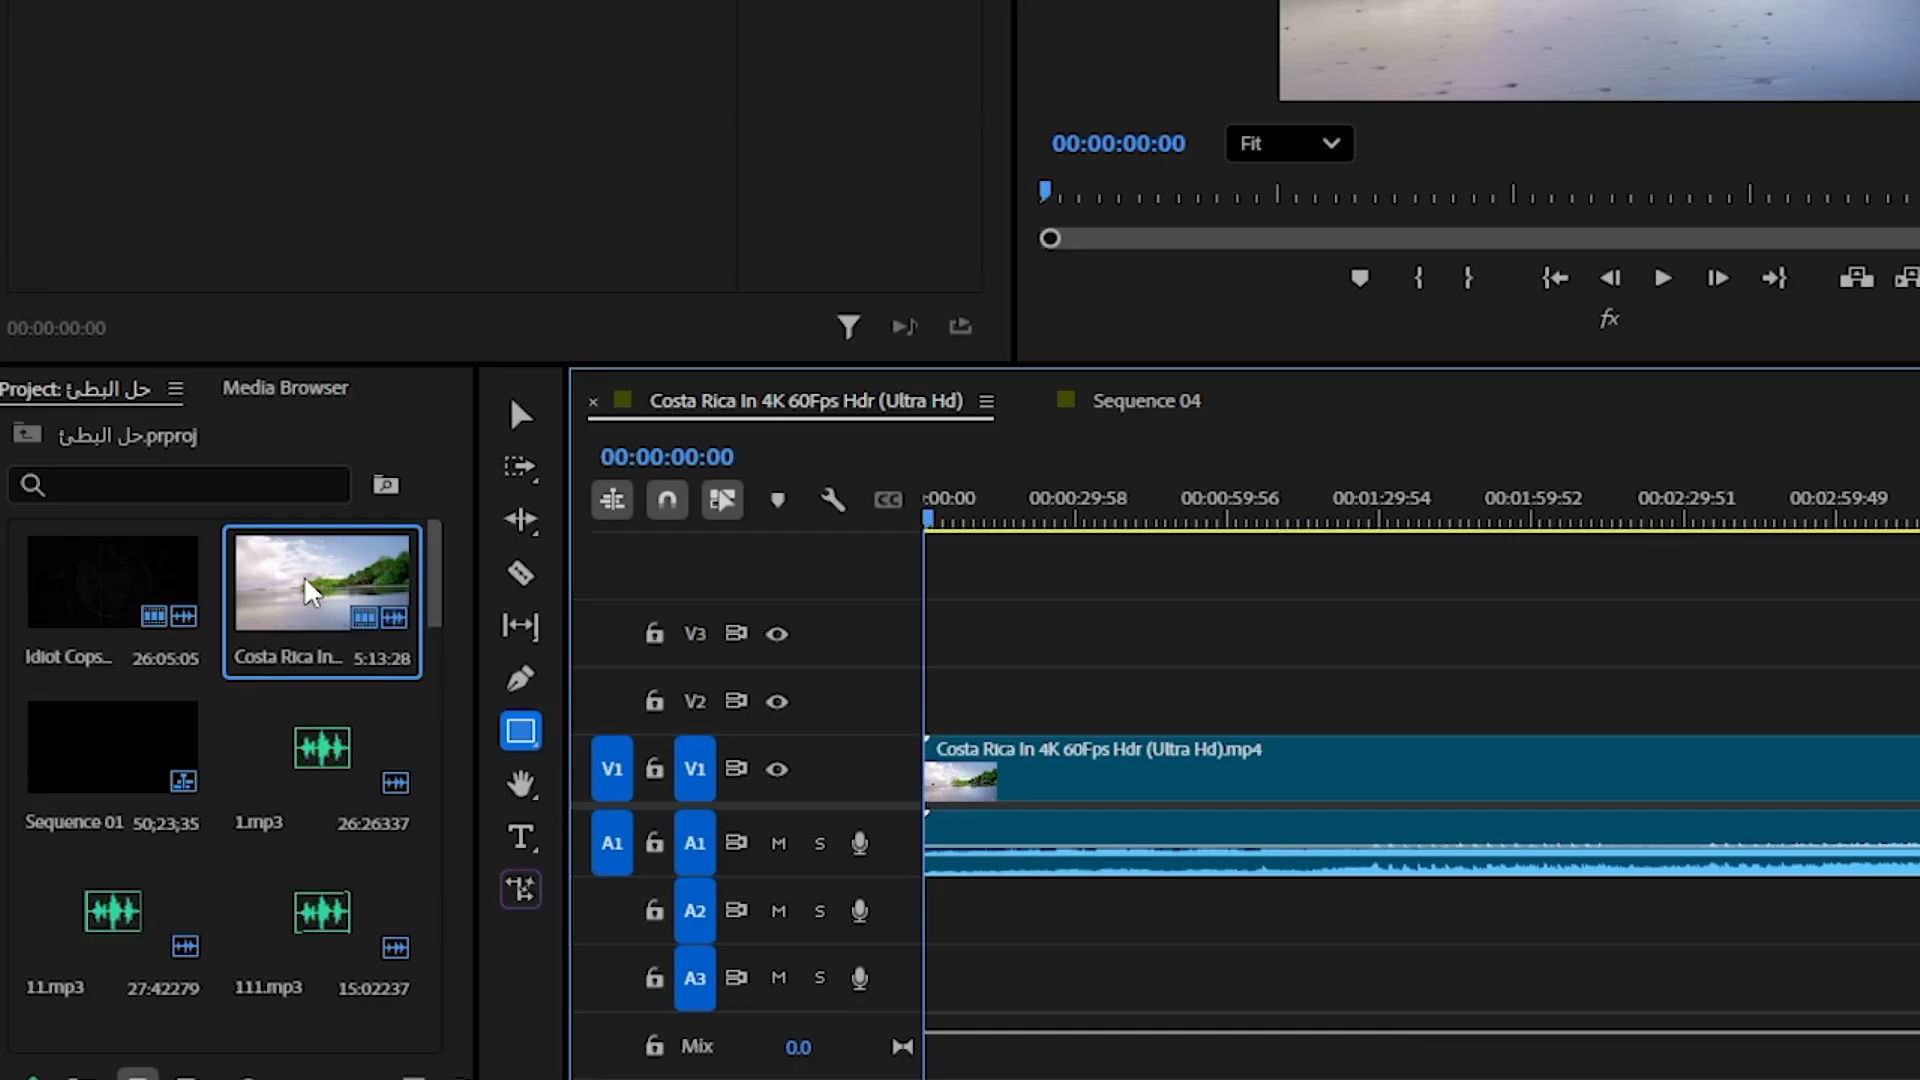 00:00:00:00
Fit
fx
00:00:00:00
Project: حل البطئ
Media Browser
حل البطئ.prproj
Idiot Cops...
26:05:05
Costa Rica In...
5:13:28
Sequence 01
50;23;35
1.mp3
26:26337
11.mp3
27:42279
111.mp3
15:02237
T
× Costa Rica In 4K 60Fps Hdr (Ultra Hd)
Sequence 04
00:00:00:00
CC
:00:00
00:00:29:58
00:00:59:56
00:01:29:54
00:01:59:52
00:02:29:51
00:02:59:49
V3
V2
V1 V1
Costa Rica In 4K 60Fps Hdr (Ultra Hd).mp4
A1 A1 M S
A2 M S
A3 M S
Mix 0.0